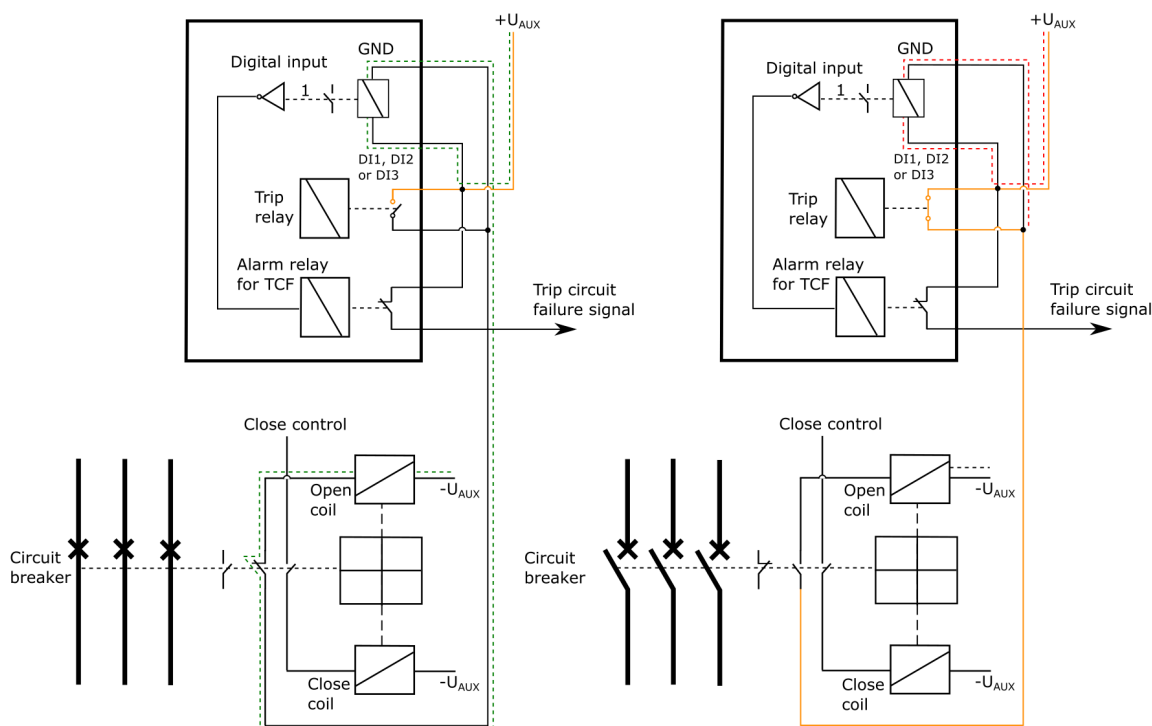 +UAUX
GND
Digital input
1
DI1, DI2
or DI3
Trip
relay
Alarm relay
for TCF
Trip circuit
failure signal
Close control
Open
coil
-UAUX
Circuit
breaker
Close
coil
-UAUX
+UAUX
GND
Digital input
1
DI1, DI2
or DI3
Trip
relay
Alarm relay
for TCF
Trip circuit
failure signal
Close control
Open
coil
-UAUX
Circuit
breaker
Close
coil
-UAUX